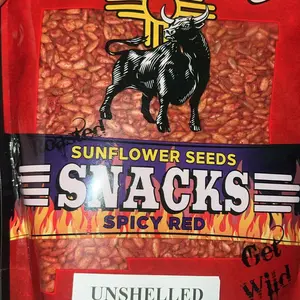 SUNFLOWER SEEDS
SNACKS
SPICY RED
Get
Wild
UNSHELLED